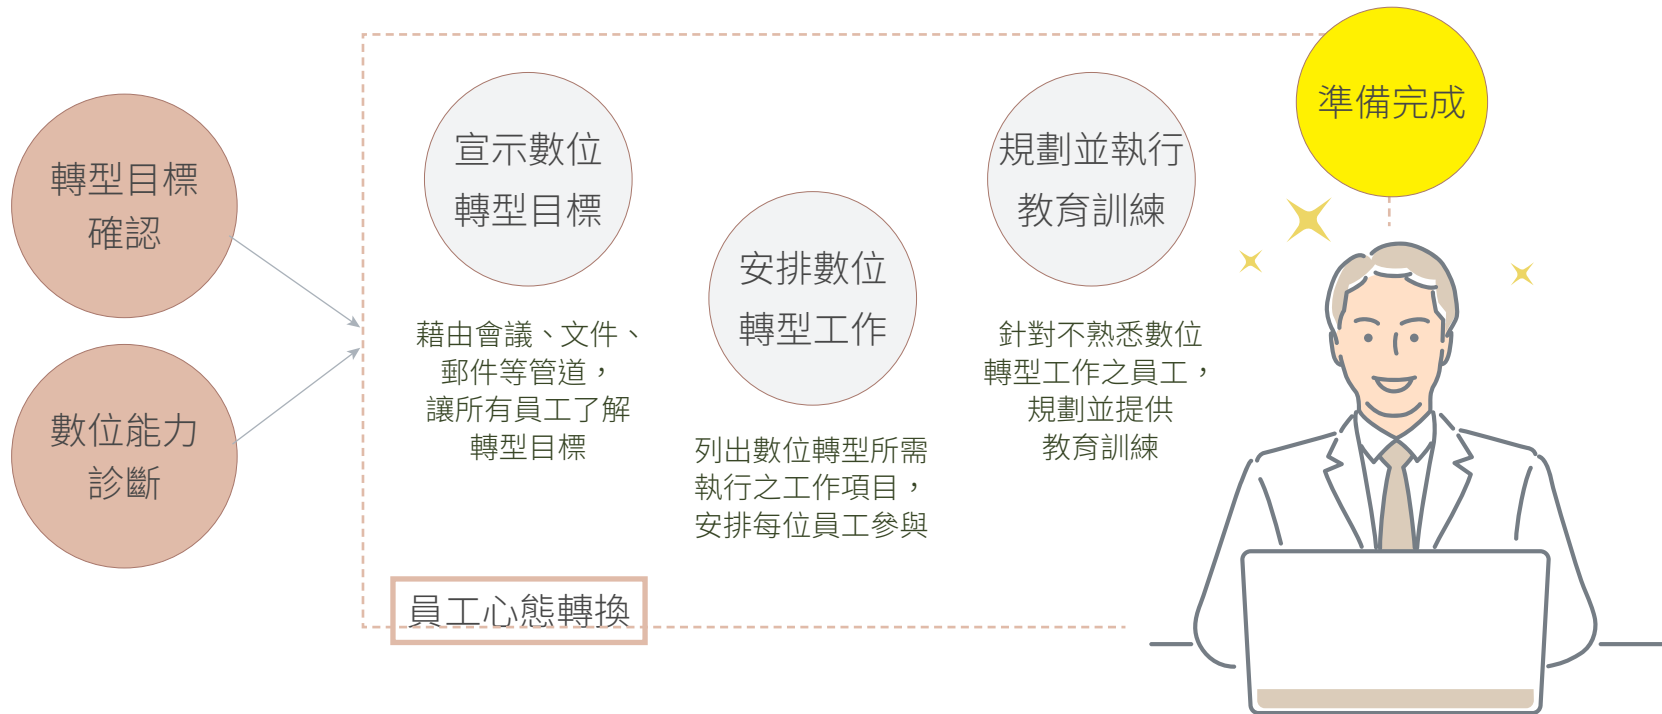 轉型目標
確認
數位能力
診斷
宣示數位
轉型目標
藉由會議、文件、
郵件等管道，
讓所有員工了解
轉型目標
安排數位
轉型工作
列出數位轉型所需
執行之工作項目，
安排每位員工參與
規劃並執行
教育訓練
針對不熟悉數位
轉型工作之員工，
規劃並提供
教育訓練
準備完成
員工心態轉換